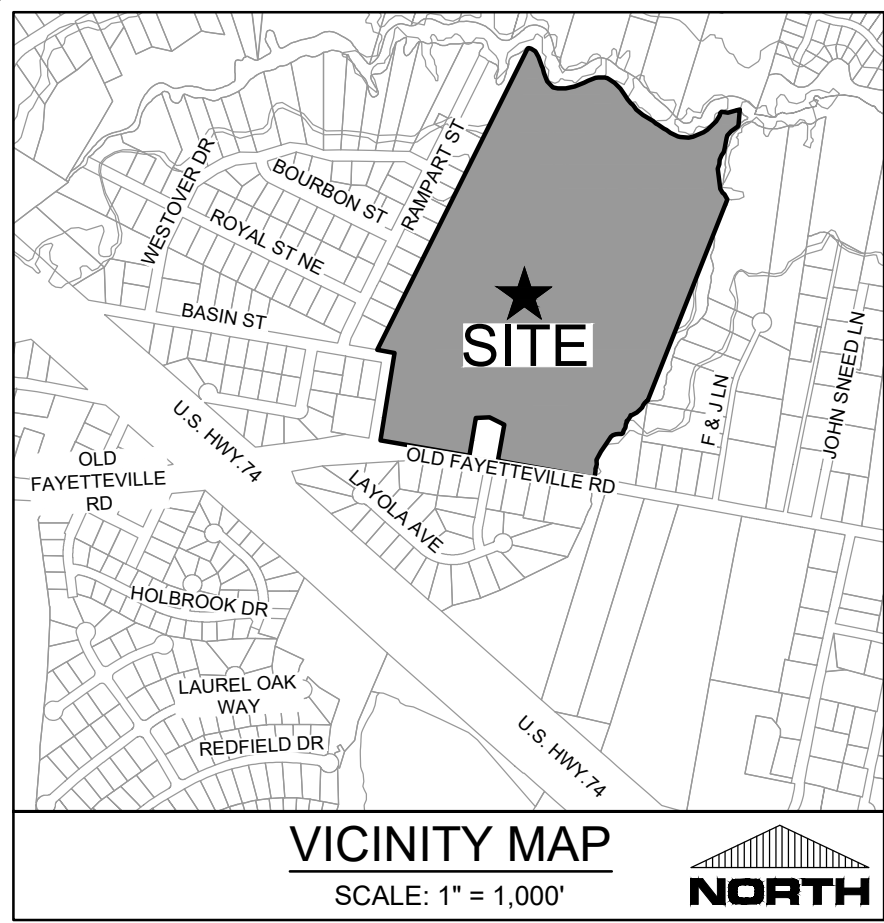 WESTOVER DR
BOURBON ST
RAMPART ST
ROYAL ST NE
BASIN ST
SITE
JOHN SNEED LN
F & J LN
U.S. HWY.74
OLD
FAYETTEVILLE
RD
OLD FAYETTEVILLE RD
LAYOLA AVE
HOLBROOK DR
LAUREL OAK
WAY
REDFIELD DR
U.S. HWY.74
VICINITY MAP
SCALE: 1" = 1,000'
NORTH